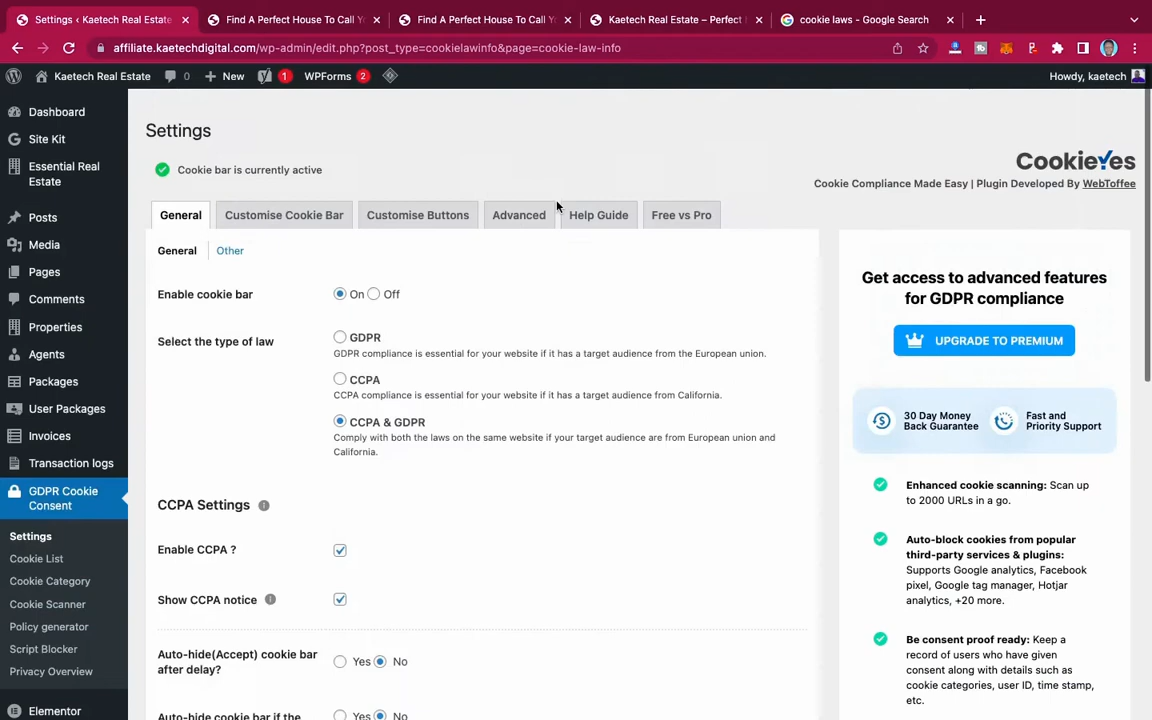 Settings ‹ Kaetech Real Estate
Find A Perfect House To Call Y
Find A Perfect House To Call Y
Kaetech Real Estate – Perfect
cookie laws - Google Search
affiliate.kaetechdigital.com/wp-admin/edit.php?post_type=cookielawinfo&page=cookie-law-info
Kaetech Real Estate
0
New
1
WPForms
2
Howdy, kaetech
Dashboard
Site Kit
Essential Real
Estate
Posts
Media
Pages
Comments
Properties
Agents
Packages
User Packages
Invoices
Transaction logs
GDPR Cookie
Consent
Settings
Cookie List
Cookie Category
Cookie Scanner
Policy generator
Script Blocker
Privacy Overview
Elementor
Settings
Cookie bar is currently active
CookieYes
Cookie Compliance Made Easy | Plugin Developed By WebToffee
General
Customise Cookie Bar
Customise Buttons
Advanced
Help Guide
Free vs Pro
General
Other
Enable cookie bar
On
Off
Select the type of law
GDPR
GDPR compliance is essential for your website if it has a target audience from the European union.
CCPA
CCPA compliance is essential for your website if it has a target audience from California.
CCPA & GDPR
Comply with both the laws on the same website if your target audience are from European union and
California.
CCPA Settings
Enable CCPA ?
Show CCPA notice
Auto-hide(Accept) cookie bar
after delay?
Yes
No
Auto-hide cookie bar if the
Yes
No
Get access to advanced features
for GDPR compliance
UPGRADE TO PREMIUM
30 Day Money
Back Guarantee
Fast and
Priority Support
Enhanced cookie scanning: Scan up
to 2000 URLs in a go.
Auto-block cookies from popular
third-party services & plugins:
Supports Google analytics, Facebook
pixel, Google tag manager, Hotjar
analytics, +20 more.
Be consent proof ready: Keep a
record of users who have given
consent along with details such as
cookie categories, user ID, time stamp,
etc.